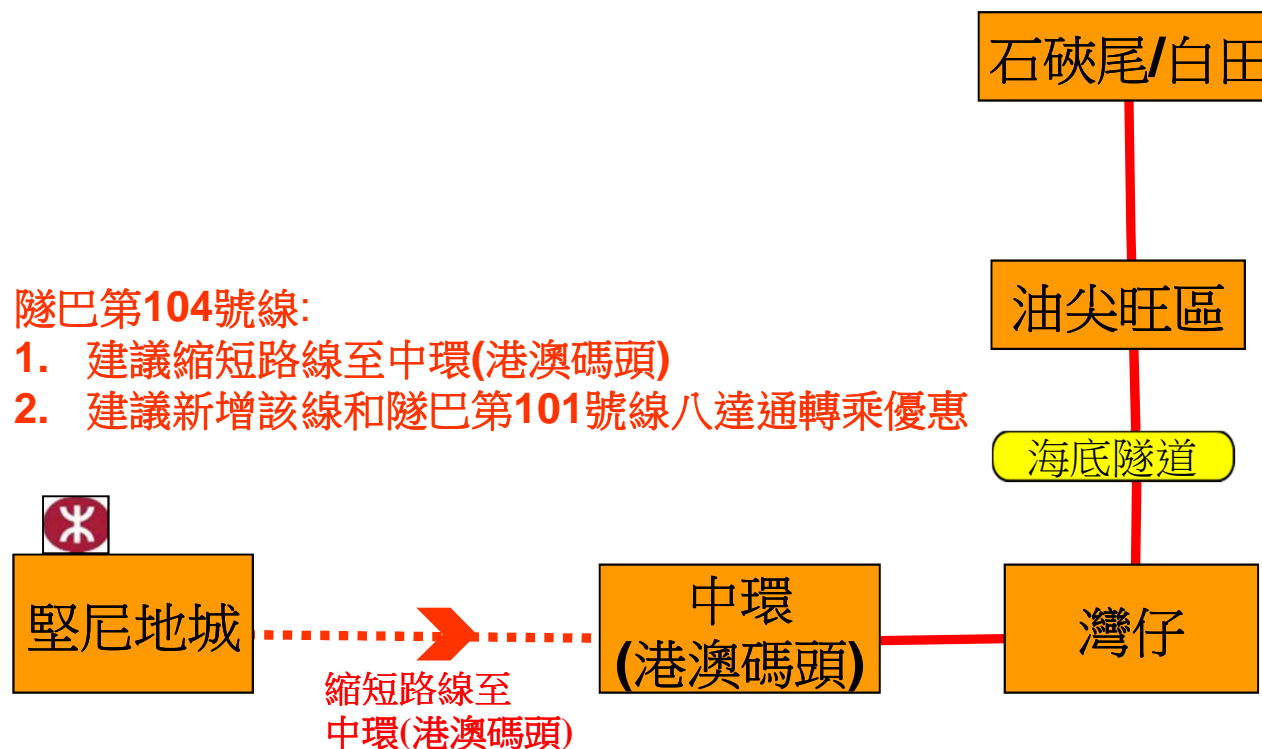 石硤尾/白田
油尖旺區
隧巴第104號線:
1. 建議縮短路線至中環(港澳碼頭)
2. 建議新增該線和隧巴第101號線八達通轉乘優惠
海底隧道
堅尼地城
中環
(港澳碼頭)
灣仔
縮短路線至
中環(港澳碼頭)